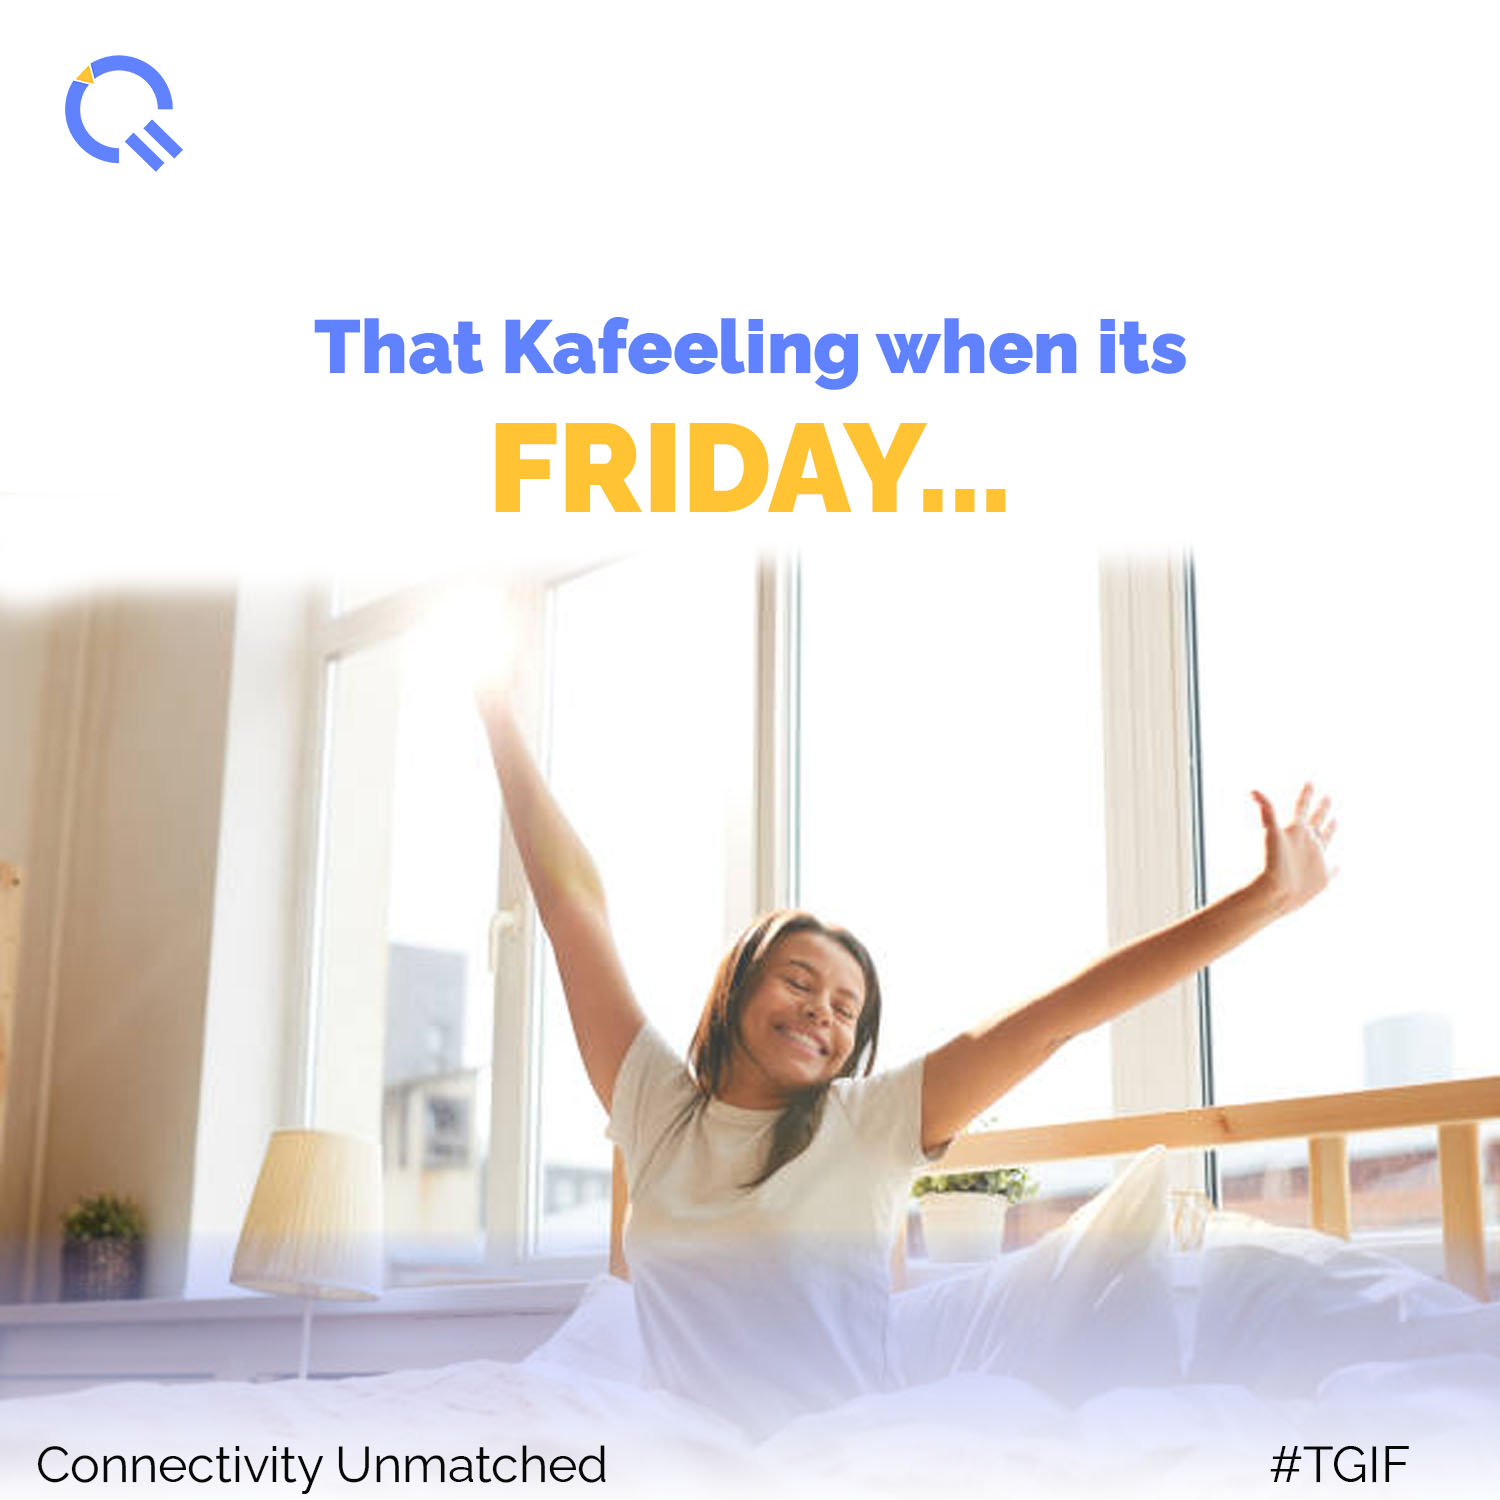 That Kafeeling when its
FRIDAY...
Connectivity Unmatched
#TGIF